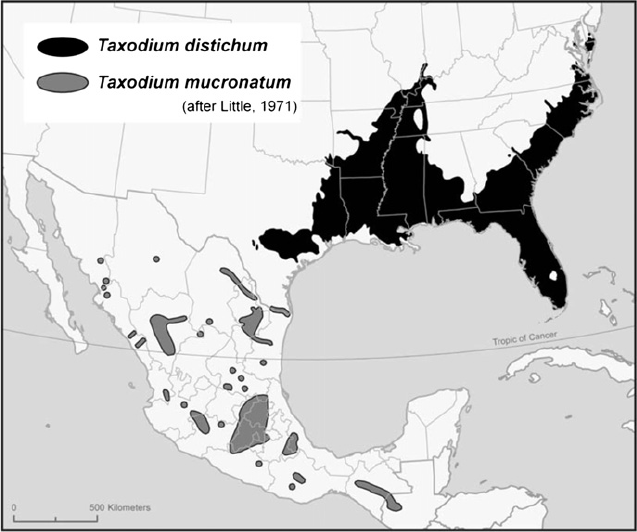 Taxodium distichum
Taxodium mucronatum
(after Little, 1971)
Tropic of Cancer
0 500 Kilometers